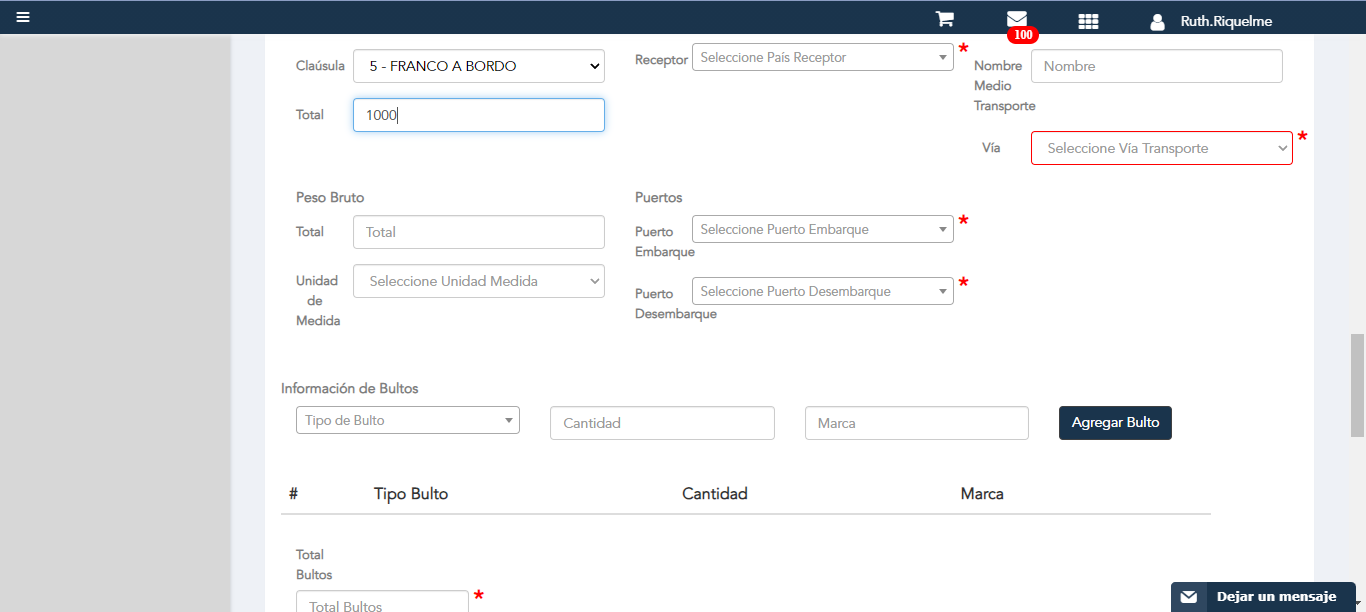 Ruth.Riquelme
100
Claúsula
5 - FRANCO A BORDO
Total
1000
Receptor
Seleccione País Receptor
*
Nombre
Medio
Transporte
Nombre
Vía
Seleccione Vía Transporte
*
Peso Bruto
Total
Total
Unidad
de
Medida
Seleccione Unidad Medida
Puertos
Puerto
Embarque
Seleccione Puerto Embarque
*
Puerto
Desembarque
Seleccione Puerto Desembarque
*
Información de Bultos
Tipo de Bulto
Cantidad
Marca
Agregar Bulto
# Tipo Bulto Cantidad Marca
Total
Bultos
Total Bultos
*
Dejar un mensaje